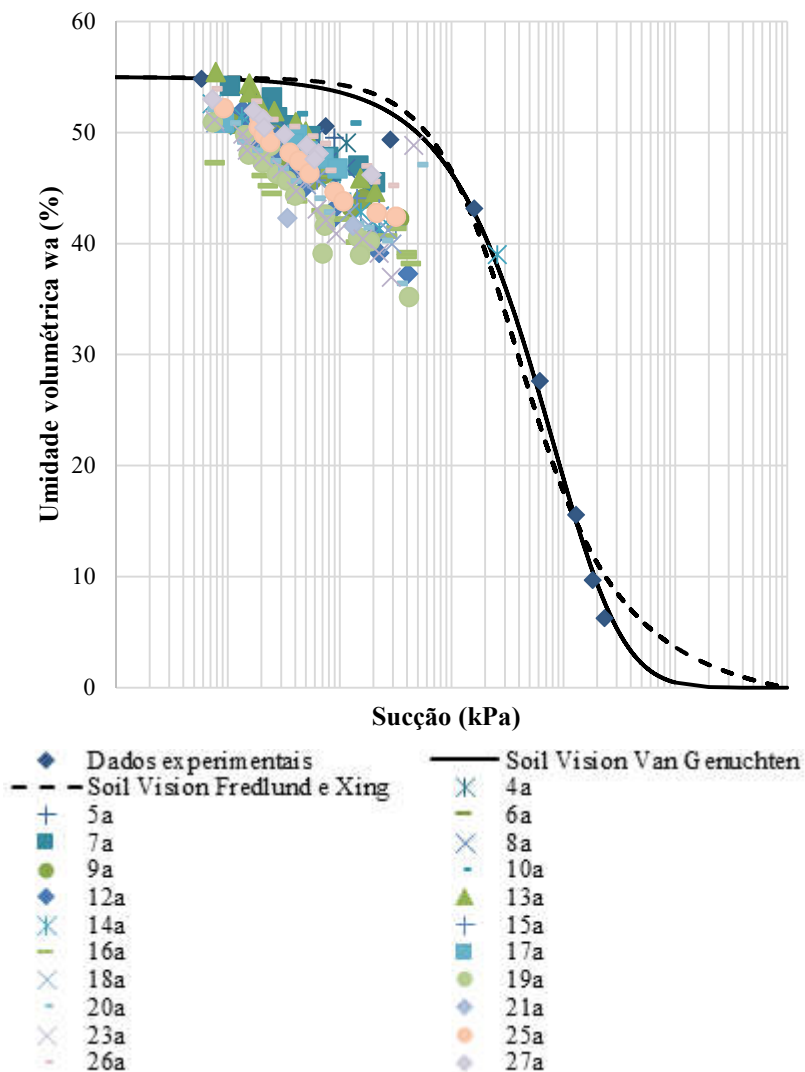 60
50
40
30
20
10
0
Umidade volumétrica wa (%)
Sucção (kPa)
Dados experimentais
Soil Vision Van Genuchten
Soil Vision Fredlund e Xing
4a
5a
6a
7a
8a
9a
10a
12a
13a
14a
15a
16a
17a
18a
19a
20a
21a
23a
25a
26a
27a